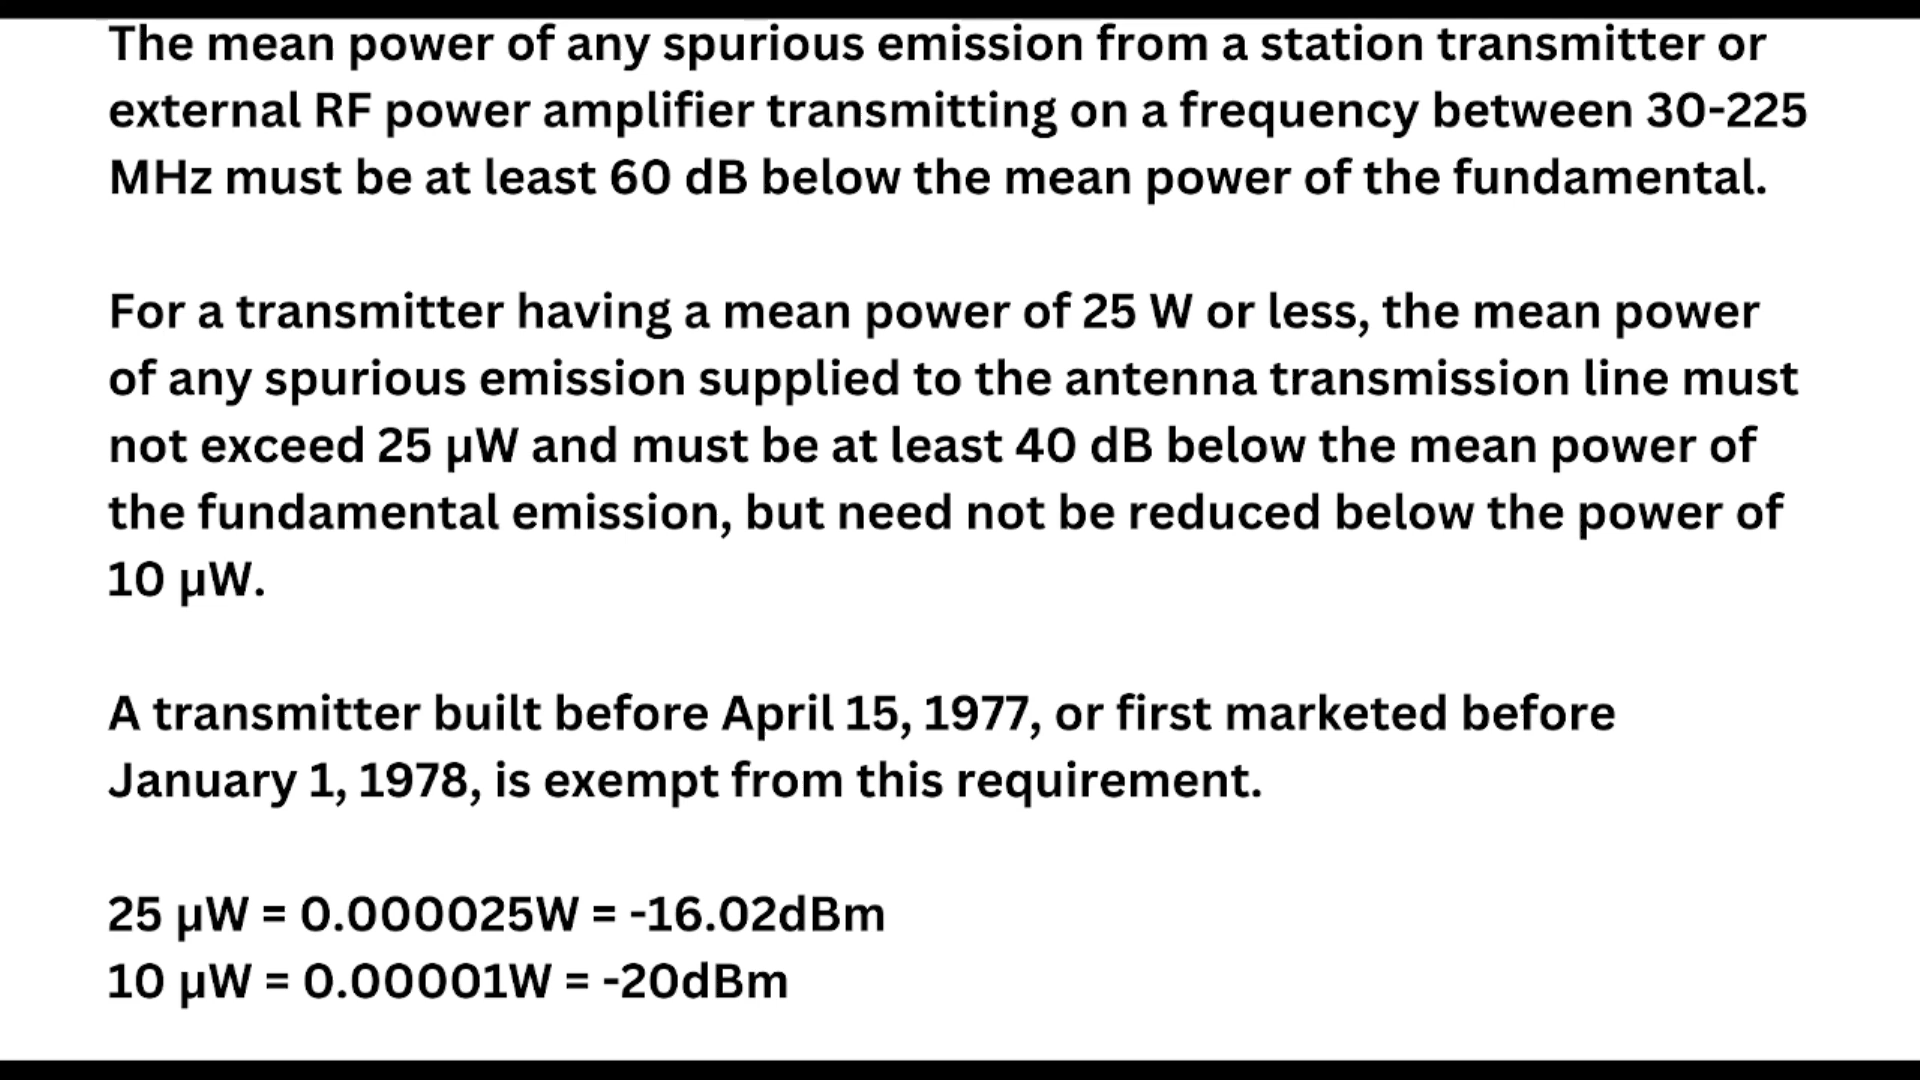 The mean power of any spurious emission from a station transmitter or
external RF power amplifier transmitting on a frequency between 30-225
MHz must be at least 60 dB below the mean power of the fundamental.
For a transmitter having a mean power of 25 W or less, the mean power
of any spurious emission supplied to the antenna transmission line must
not exceed 25 µW and must be at least 40 dB below the mean power of
the fundamental emission, but need not be reduced below the power of
10 µW.
A transmitter built before April 15, 1977, or first marketed before
January 1, 1978, is exempt from this requirement.
25 µW = 0.000025W = -16.02dBm
10 µW = 0.00001W = -20dBm